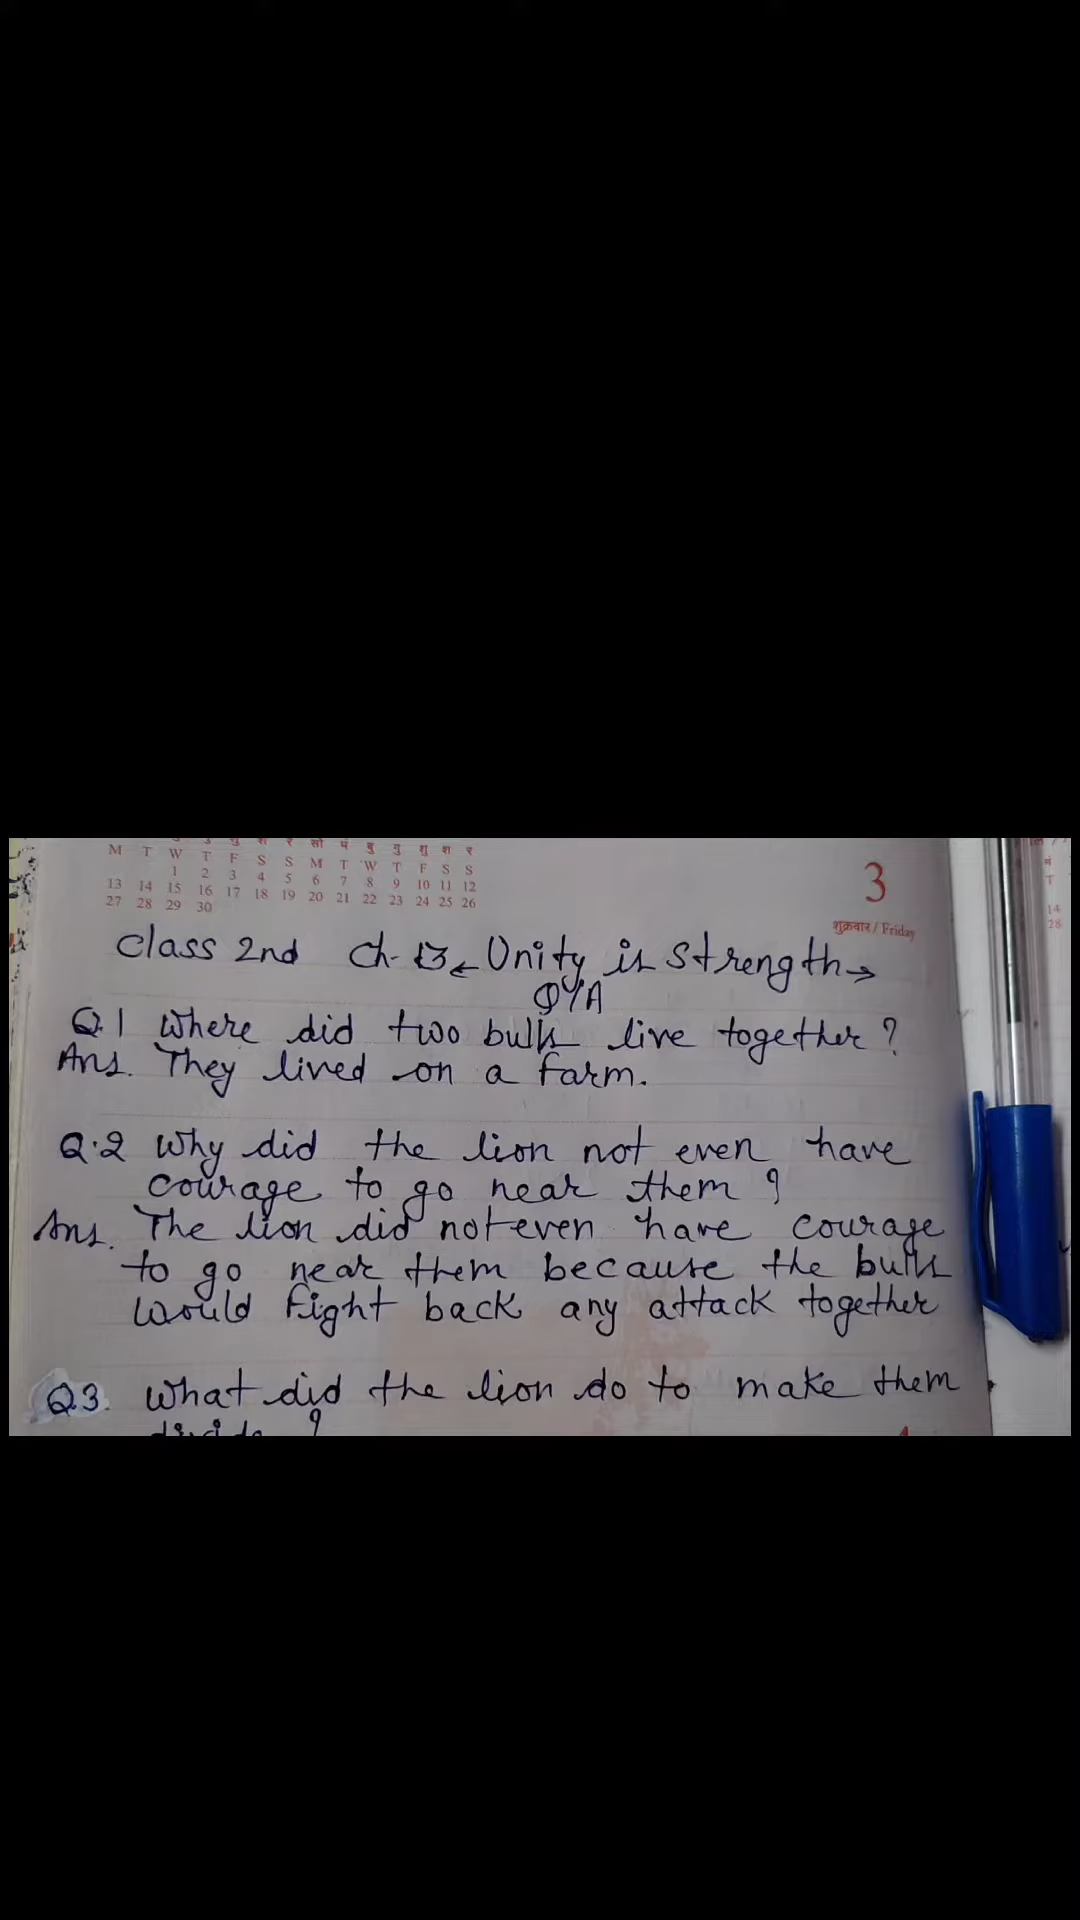 M T W T F S S M T W T F S S
1 2 3 4 5 6 7 8 9 10 11 12
13 14 15 16 17 18 19 20 21 22 23 24 25 26
27 28 29 30
3
शुक्रवार / Friday
Class 2nd Ch-13 ← Unity is Strength →
Q/A
Q.1 Where did two bulls live together?
Ans. They lived on a farm.
Q.2 Why did the lion not even have
courage to go near them?
Ans. The lion did not even have courage
to go near them because the bulls
would fight back any attack together
Q3. What did the lion do to make them
divide ?
T
14
28